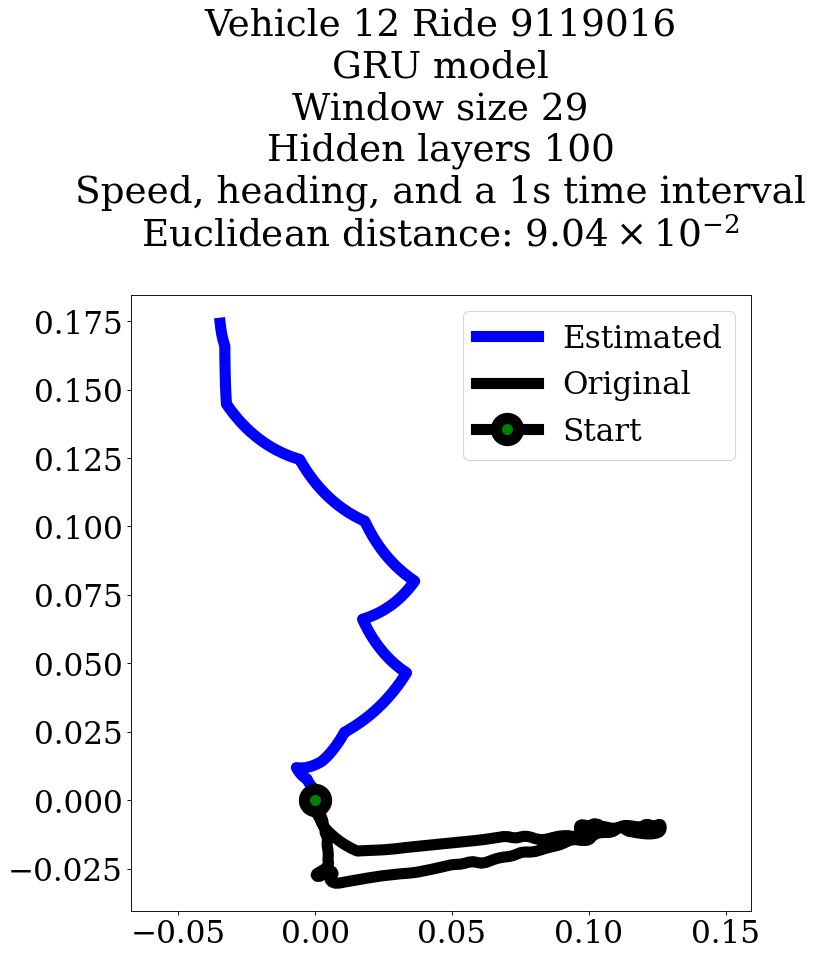 Vehicle 12 Ride 9119016
GRU model
Window size 29
Hidden layers 100
Speed, heading, and a 1s time interval
Euclidean distance: 9.04 × 10⁻²
Estimated
Original
Start
0.175
0.150
0.125
0.100
0.075
0.050
0.025
0.000
−0.025
−0.05 0.00 0.05 0.10 0.15